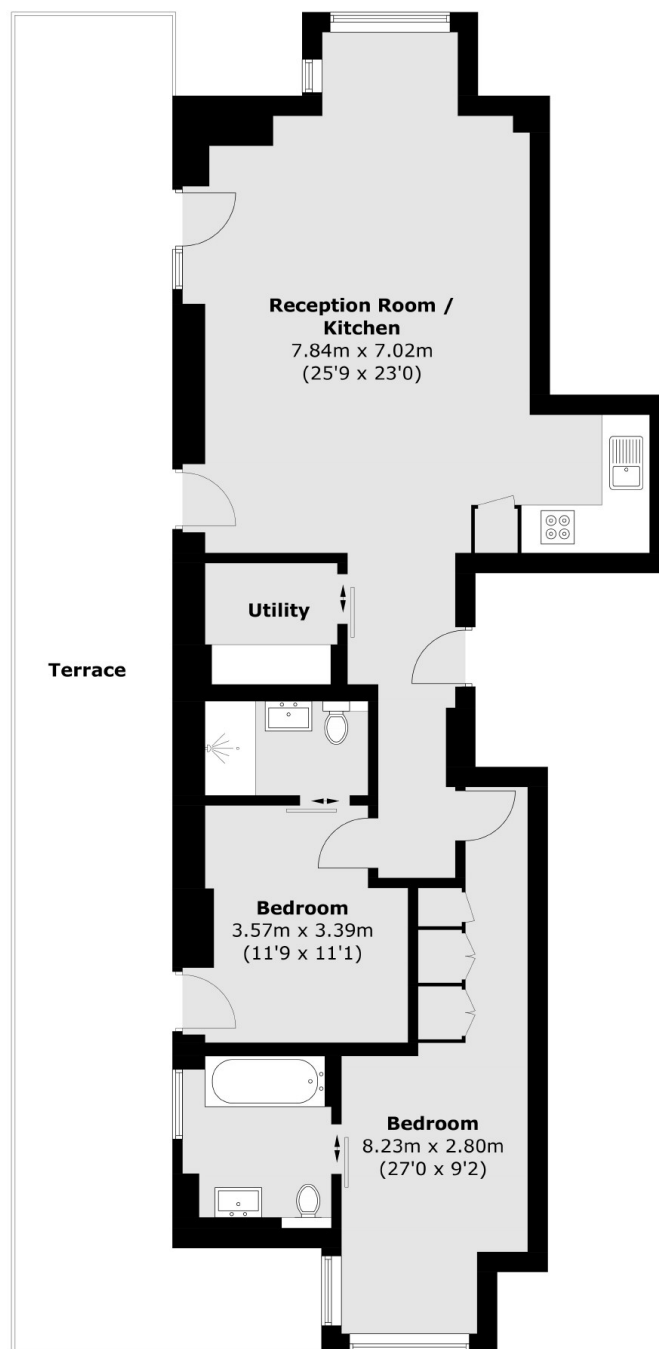 Reception Room /
Kitchen
7.84m x 7.02m
(25'9 x 23'0)
Utility
Terrace
Bedroom
3.57m x 3.39m
(11'9 x 11'1)
Bedroom
8.23m x 2.80m
(27'0 x 9'2)